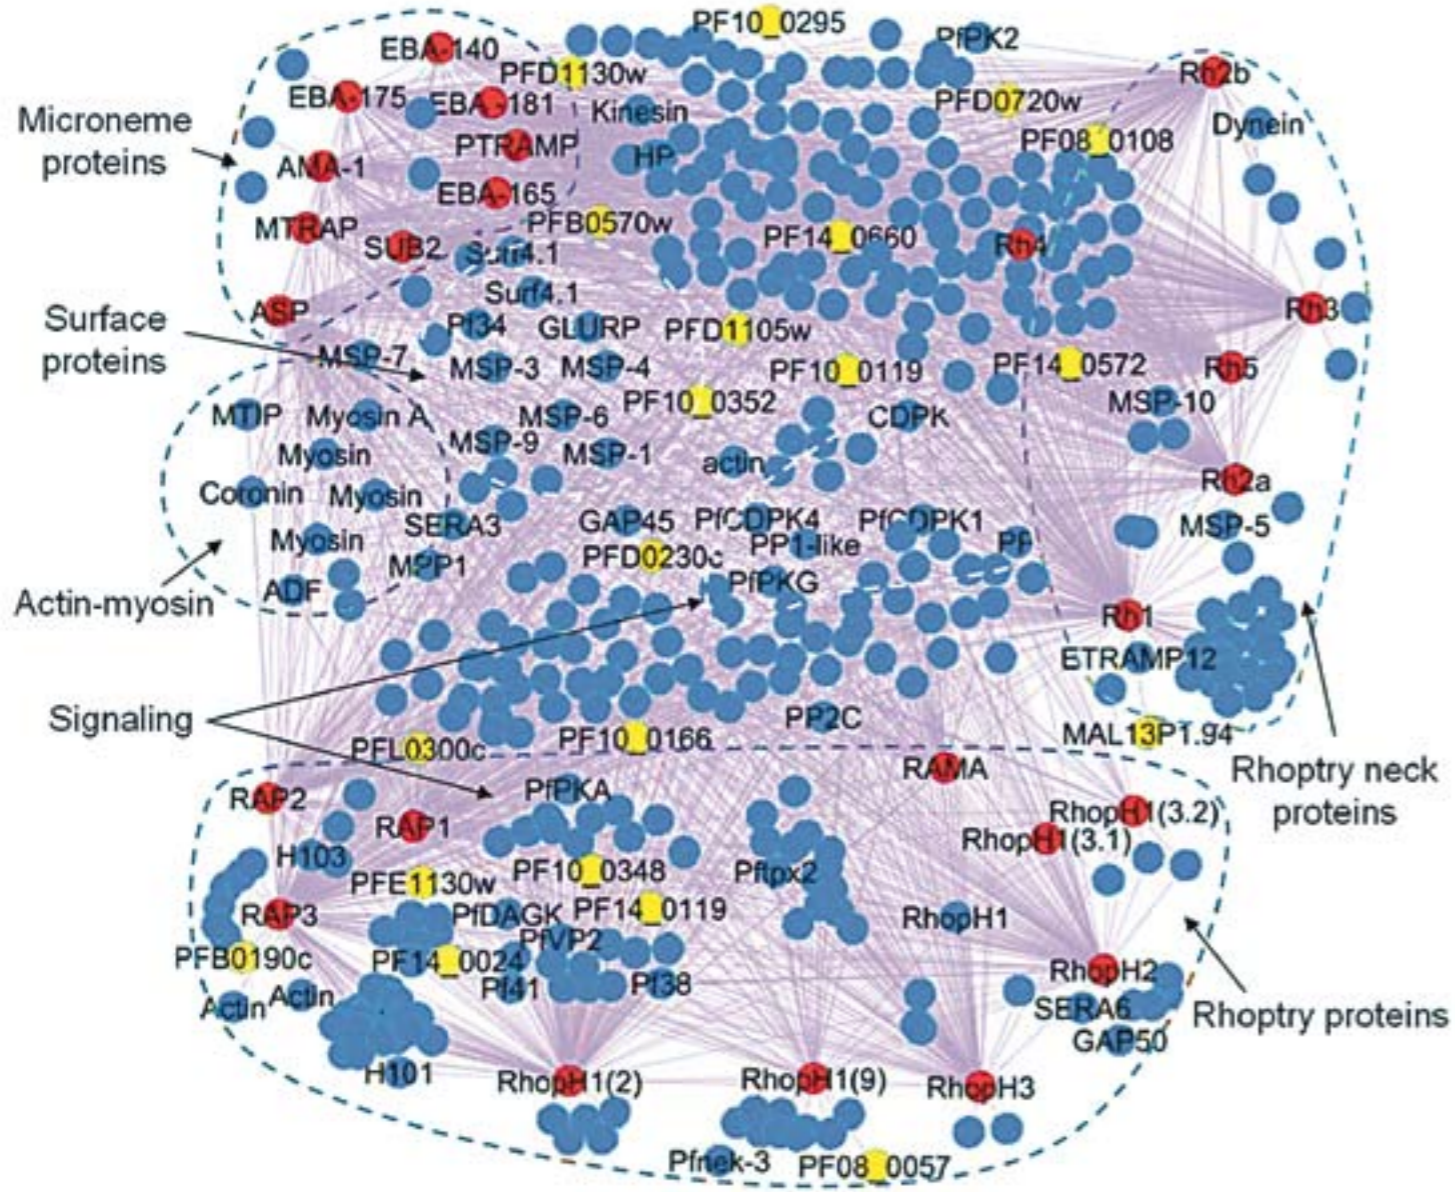 PF10_0295
PfPK2
EBA-140
PFD1130w
Rh2b
EBA-175
EBA-181
Kinesin
PFD0720w
Dynein
Microneme
proteins
PTRAMP
HP
PF08_0108
AMA-1
EBA-165
MTRAP
PFB0570w
PF14_0660
Rh4
SUB2
Surf4.1
Surf4.1
ASP
Rh3
Surface
proteins
Pf34
GLURP
PFD1105w
MSP-7
MSP-3
MSP-4
PF10_0119
PF14_0572
Rh5
PF10_0352
MSP-10
MTIP
Myosin A
MSP-6
CDPK
MSP-9
MSP-1
Myosin
actin
Rh2a
Coronin
Myosin
SERA3
GAP45
PfCDPK4
PfCDPK1
MSP-5
Myosin
PFD0230c
PP1-like
PP
MPP1
PfPKG
ADF
Actin-myosin
Rh1
ETRAMP12
Signaling
PP2C
PFL0300c
PF10_0166
MAL13P1.94
RAMA
Rhoptry neck
proteins
RAP2
PfPKA
RhopH1(3.2)
RAP1
RhopH1(3.1)
H103
PFE1130w
PF10_0348
Pftpx2
RAP3
PfDAGK
PF14_0119
RhopH1
PfVP2
PFB0190c
PF14_0024
RhopH2
Pf41
Pf38
Actin
Actin
SERA6
Rhoptry proteins
GAP50
H101
RhopH1(2)
RhopH1(9)
RhopH3
Pfnek-3
PF08_0057